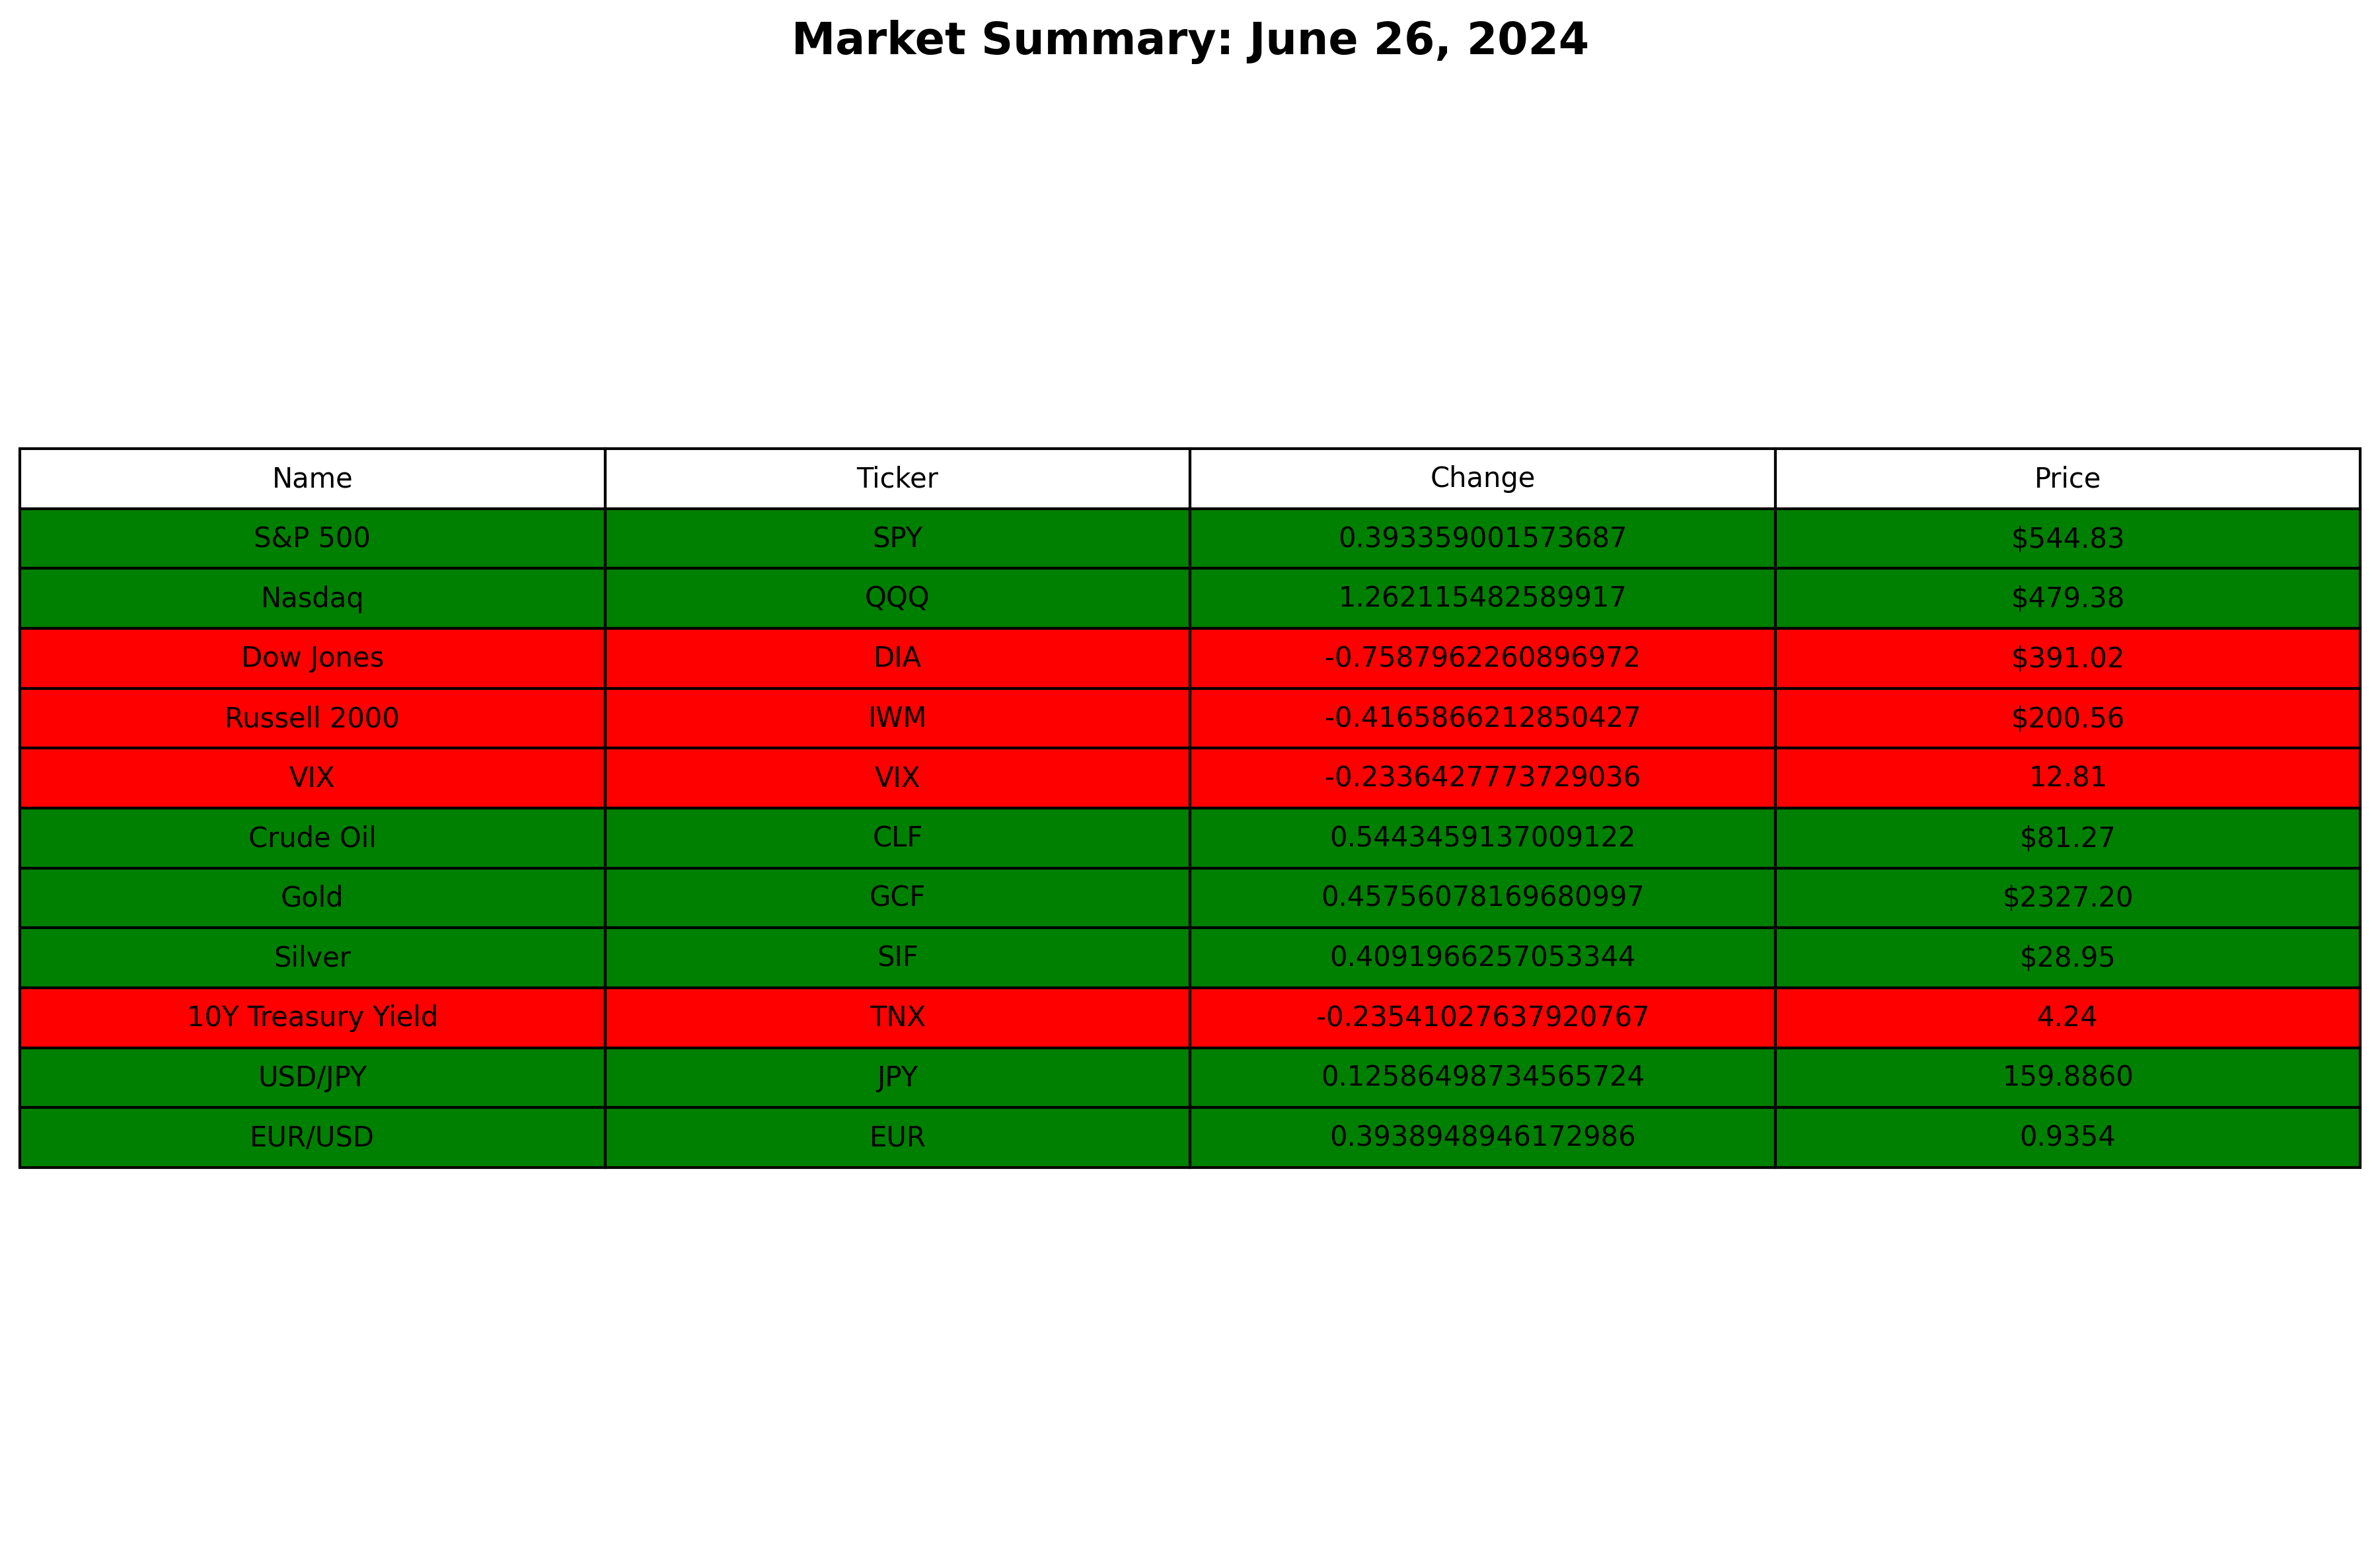 Market Summary: June 26, 2024
Name Ticker Change Price
S&P 500 SPY 0.393359001573687 $544.83
Nasdaq QQQ 1.262115482589917 $479.38
Dow Jones DIA -0.7587962260896972 $391.02
Russell 2000 IWM -0.4165866212850427 $200.56
VIX VIX -0.2336427773729036 12.81
Crude Oil CLF 0.5443459137009122 $81.27
Gold GCF 0.45756078169680997 $2327.20
Silver SIF 0.4091966257053344 $28.95
10Y Treasury Yield TNX -0.23541027637920767 4.24
USD/JPY JPY 0.12586498734565724 159.8860
EUR/USD EUR 0.3938948946172986 0.9354